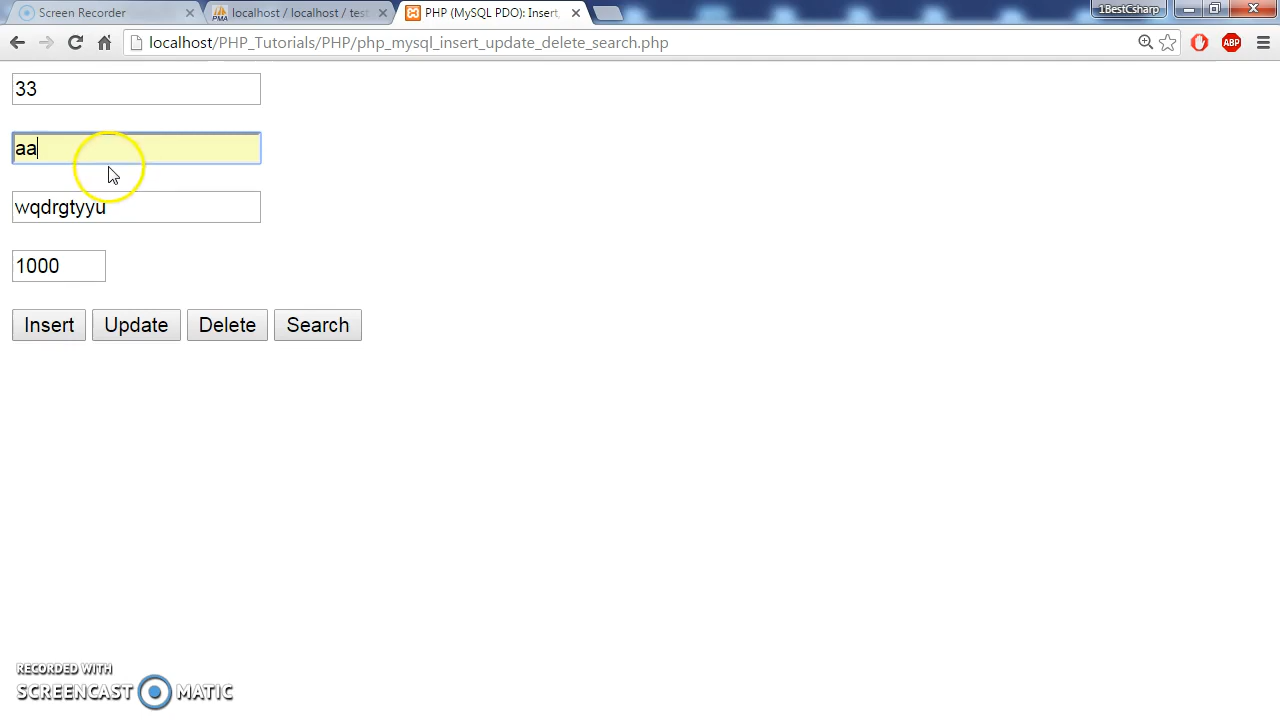 Screen Recorder
localhost / localhost / test
PHP (MySQL PDO): Insert,
1BestCsharp
localhost/PHP_Tutorials/PHP/php_mysql_insert_update_delete_search.php
ABP
33
aa
wqdrgtyyu
1000
Insert Update Delete Search
RECORDED WITH
SCREENCAST MATIC